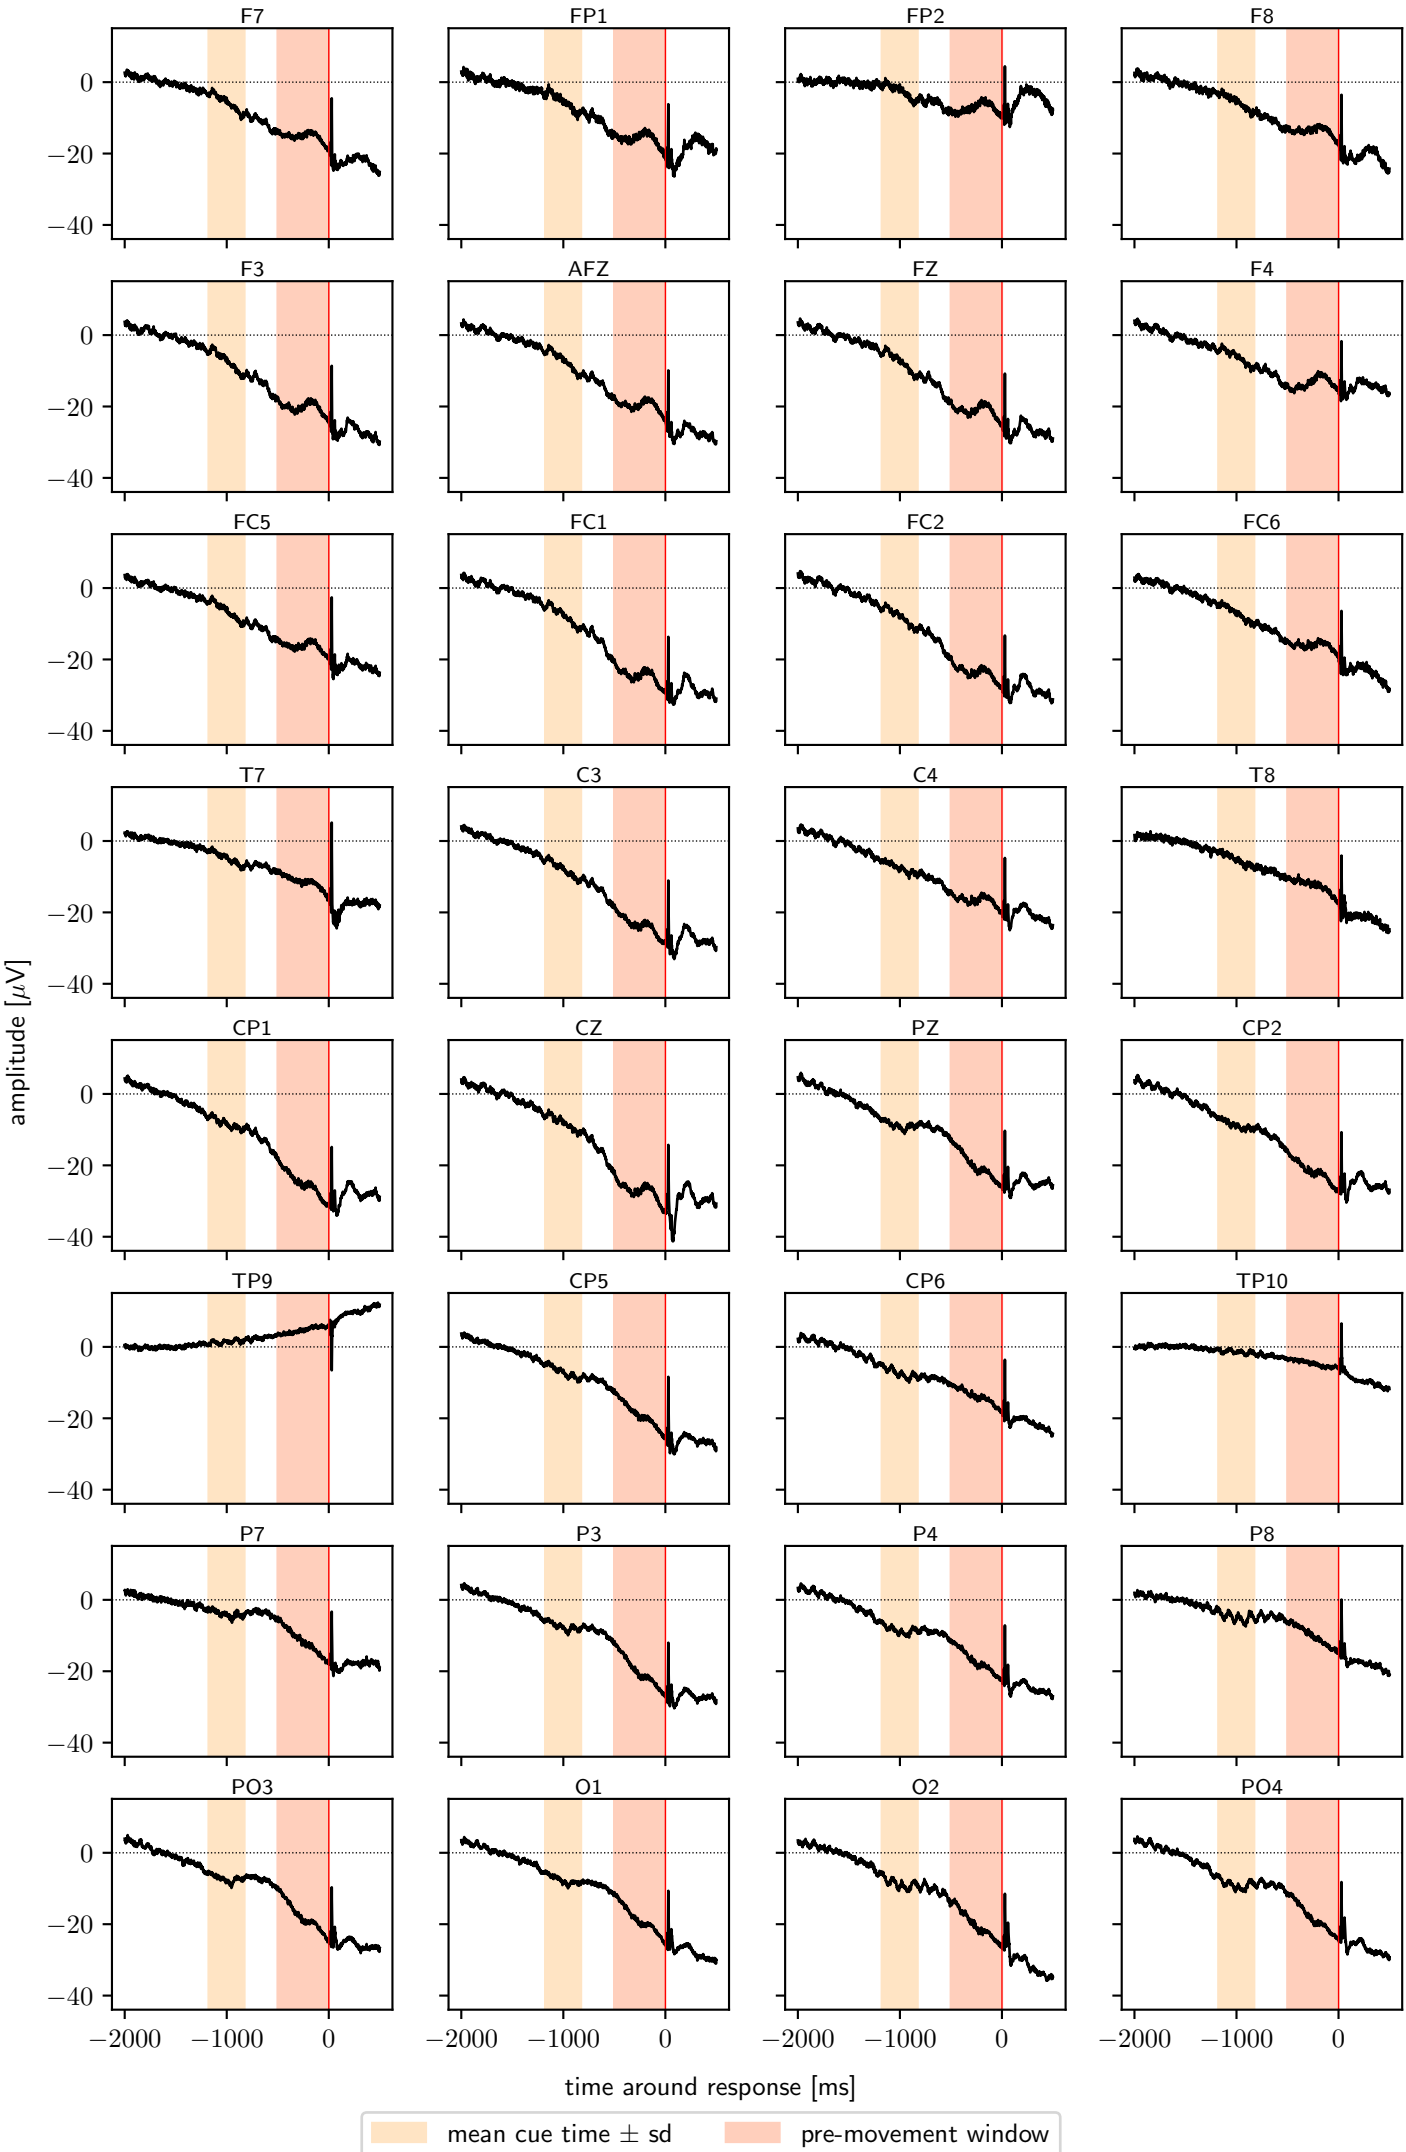 F7 FP1 FP2 F8
0
−20
−40
F3 AFZ FZ F4
0
−20
−40
FC5 FC1 FC2 FC6
0
−20
−40
T7 C3 C4 T8
0
−20
−40
amplitude [μV]
CP1 CZ PZ CP2
0
−20
−40
TP9 CP5 CP6 TP10
0
−20
−40
P7 P3 P4 P8
0
−20
−40
PO3 O1 O2 PO4
0
−20
−40
−2000 −1000 0 −2000 −1000 0 −2000 −1000 0 −2000 −1000 0
time around response [ms]
mean cue time ± sd pre-movement window